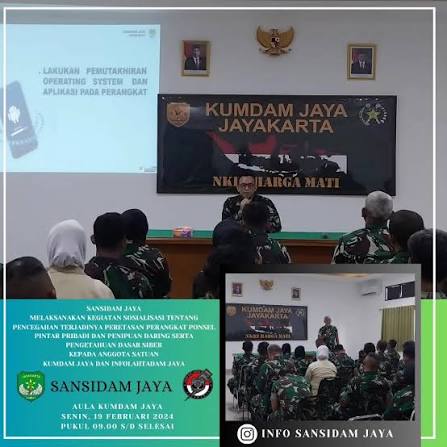 . LAKUKAN PEMUTAKHIRAN
OPERATING SYSTEM DAN
APLIKASI PADA PERANGKAT
KUMDAM JAYA
JAYAKARTA
NKRI HARGA MATI
KUMDAM JAYA
JAYAKARTA
SANSIDAM JAYA
MELAKSANAKAN KEGIATAN SOSIALISASI TENTANG
PENCEGAHAN TERJADINYA PERETASAN PERANGKAT PONSEL
PINTAR PRIBADI DAN PENIPUAN DARING SERTA
PENGETAHUAN DASAR SIBER
KEPADA ANGGOTA SATUAN
KUMDAM JAYA DAN INFOLAHTADAM JAYA
SANSIDAM JAYA
AULA KUMDAM JAYA
SENIN, 19 FEBRUARI 2024
PUKUL 09.00 S/D SELESAI
INFO SANSIDAM JAYA